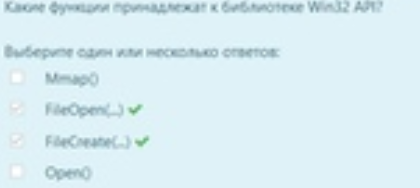 Какие функции принадлежат к библиотеке Win32 API?
Выберите один или несколько ответов:
Mmap()
FileOpen(...)
FileCreate(...)
Open()